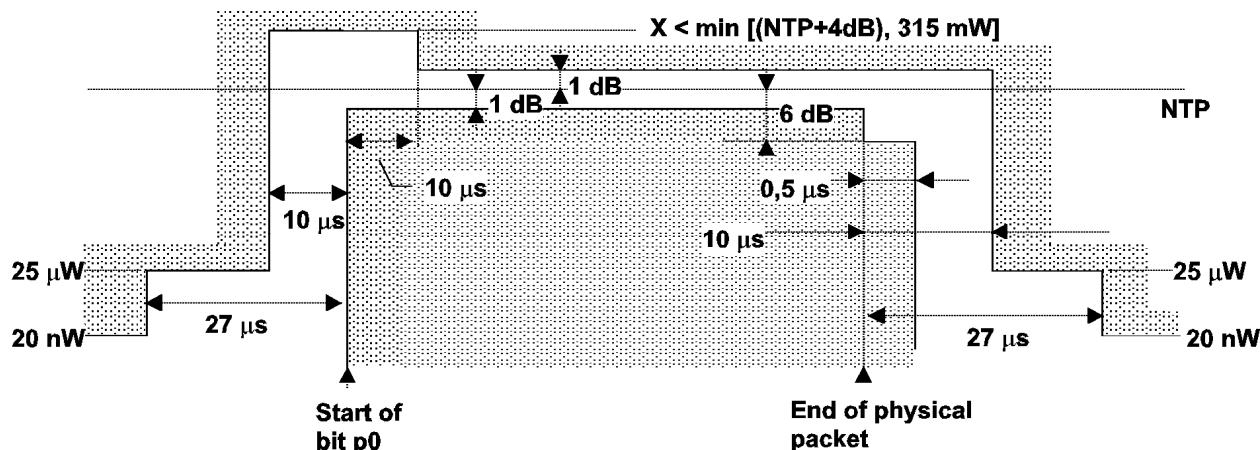 X < min [(NTP+4dB), 315 mW]
1 dB
1 dB
6 dB
NTP
10 μs
10 μs
0,5 μs
10 μs
25 μW
25 μW
27 μs
27 μs
20 nW
20 nW
Start of
bit p0
End of physical
packet